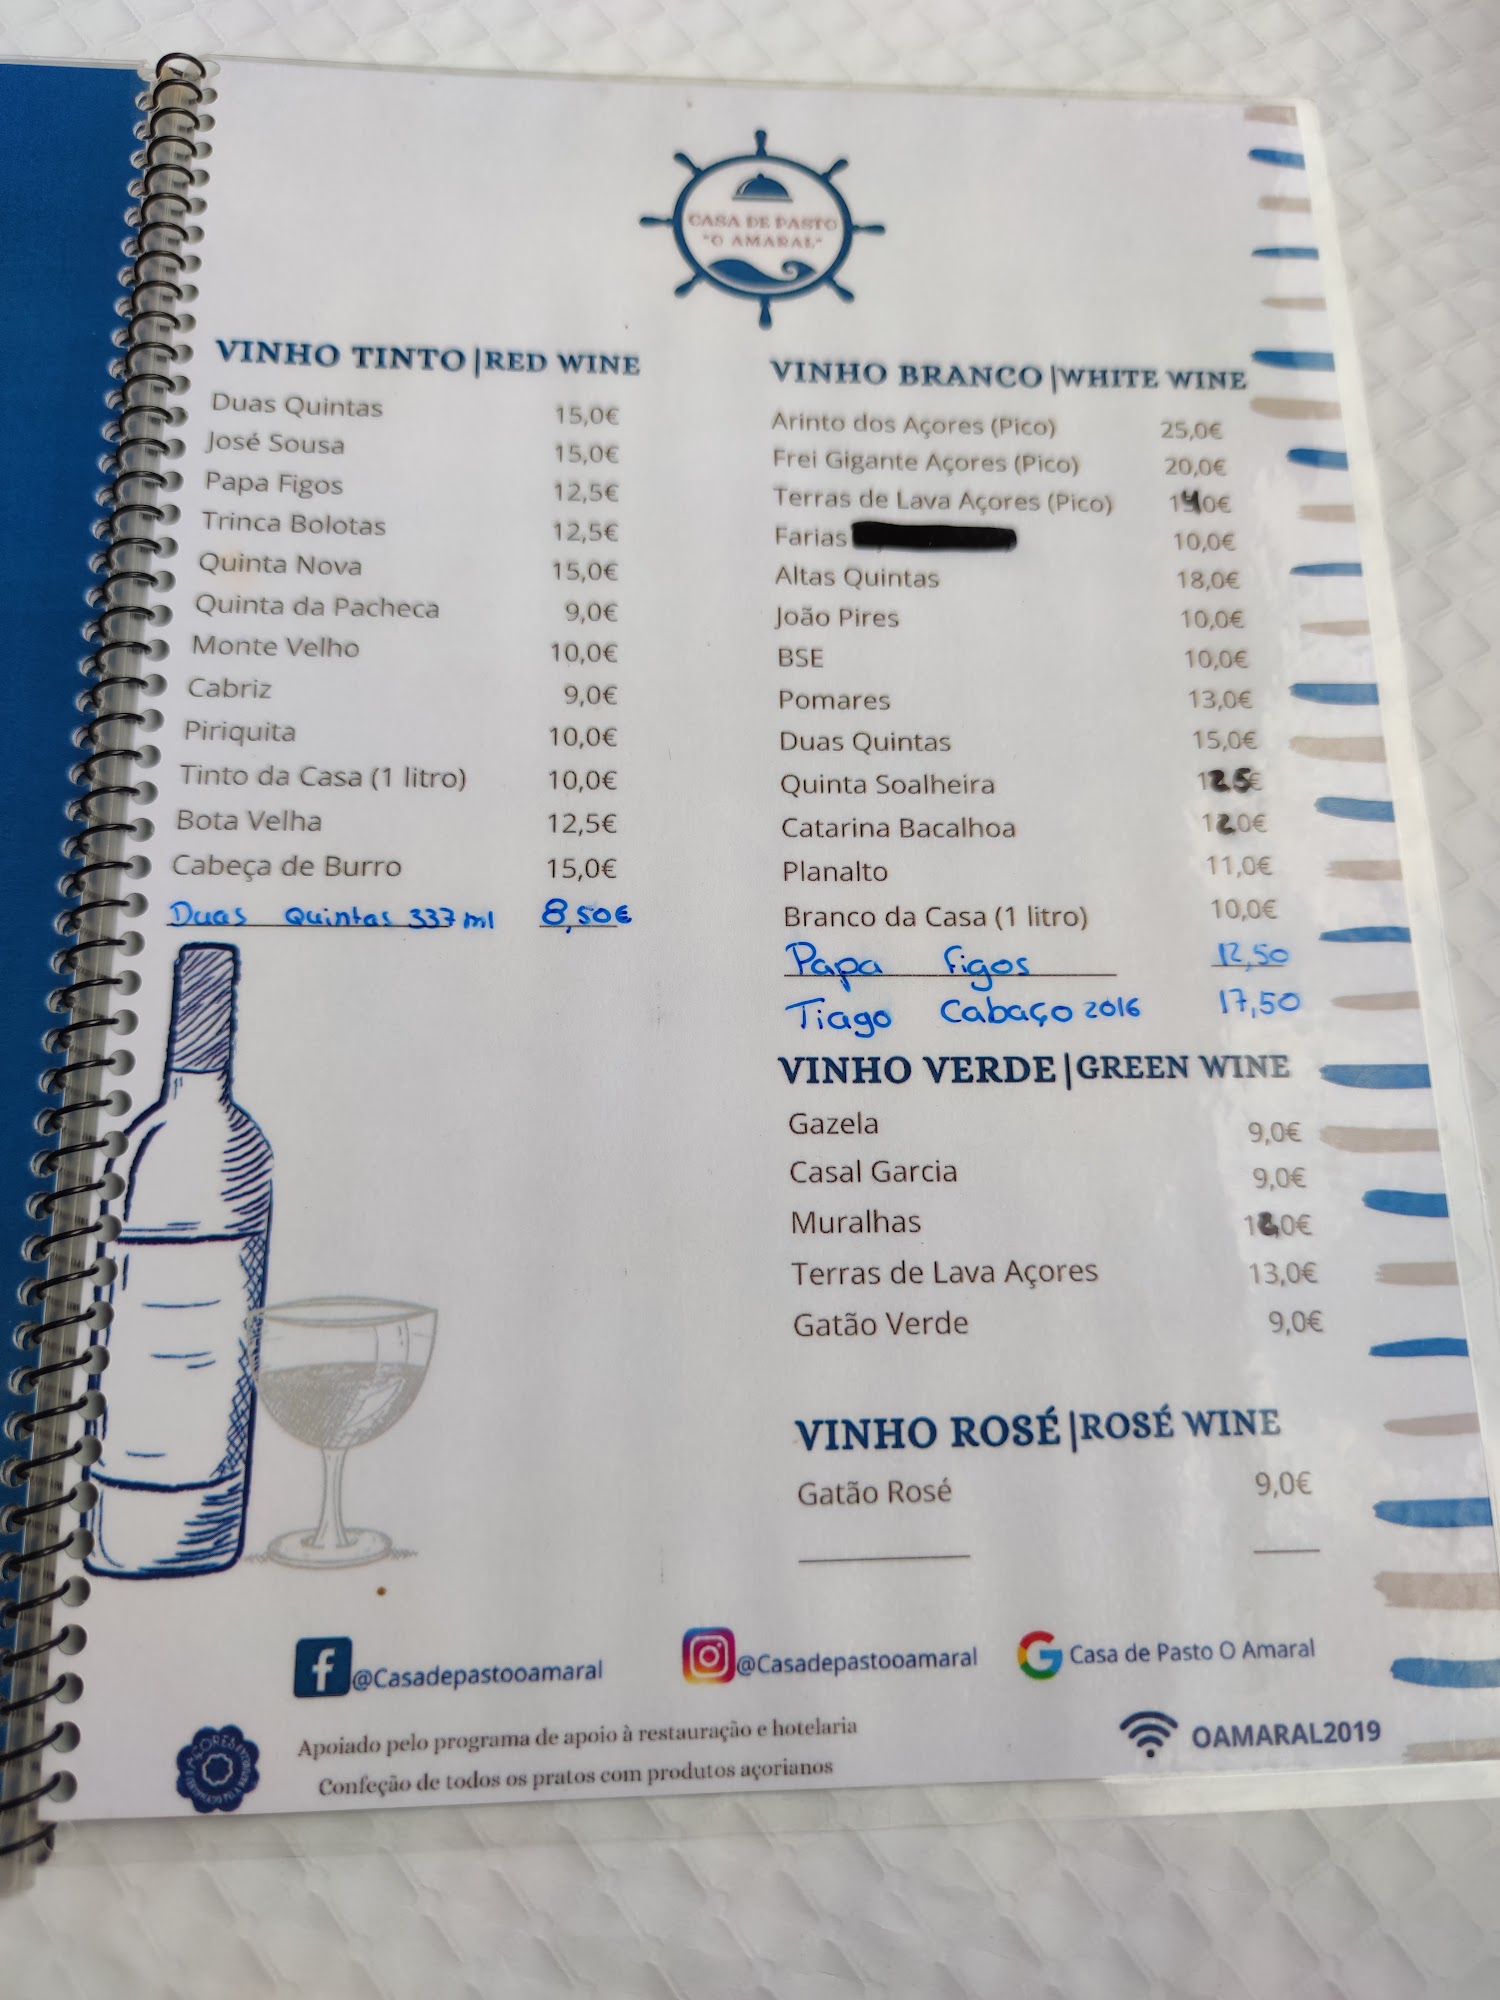 CASA DE PASTO
"O AMARAL"
VINHO TINTO|RED WINE
Duas Quintas 15,0€
José Sousa 15,0€
Papa Figos 12,5€
Trinca Bolotas 12,5€
Quinta Nova 15,0€
Quinta da Pacheca 9,0€
Monte Velho 10,0€
Cabriz 9,0€
Piriquita 10,0€
Tinto da Casa (1 litro) 10,0€
Bota Velha 12,5€
Cabeça de Burro 15,0€
Duas Quintas 337 ml 8,50€
VINHO BRANCO|WHITE WINE
Arinto dos Açores (Pico) 25,0€
Frei Gigante Açores (Pico) 20,0€
Terras de Lava Açores (Pico) 140€
Farias 10,0€
Altas Quintas 18,0€
João Pires 10,0€
BSE 10,0€
Pomares 13,0€
Duas Quintas 15,0€
Quinta Soalheira 125€
Catarina Bacalhoa 120€
Planalto 11,0€
Branco da Casa (1 litro) 10,0€
Papa Figos 12,50
Tiago Cabaço 2016 17,50
VINHO VERDE|GREEN WINE
Gazela 9,0€
Casal Garcia 9,0€
Muralhas
Terras de Lava Açores 13,0€
Gatão Verde 9,0€
VINHO ROSÉ|ROSÉ WINE
Gatão Rosé 9,0€
@Casadepastooamaral
@Casadepastooamaral
Casa de Pasto O Amaral
Apoiado pelo programa de apoio à restauração e hotelaria
Confeção de todos os pratos com produtos açorianos
OAMARAL2019
AÇORES